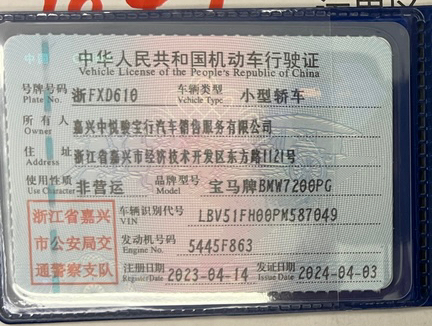 中华人民共和国机动车行驶证
Vehicle License of the People's Republic of China
号牌号码 浙FXD610 车辆类型 小型轿车
Plate No. Vehicle Type
所有人 嘉兴中悦骏宝行汽车销售服务有限公司
Owner
住址 浙江省嘉兴市经济技术开发区东方路1121号
Address
使用性质 非营运 品牌型号 宝马牌BMW7200PG
Use Character Model
浙江省嘉兴
市公安局交
通警察支队
车辆识别代号 LBV51FH00PM587049
VIN
发动机号码 5445F863
Engine No.
注册日期 2023-04-14 发证日期 2024-04-03
Register Date Issue Date